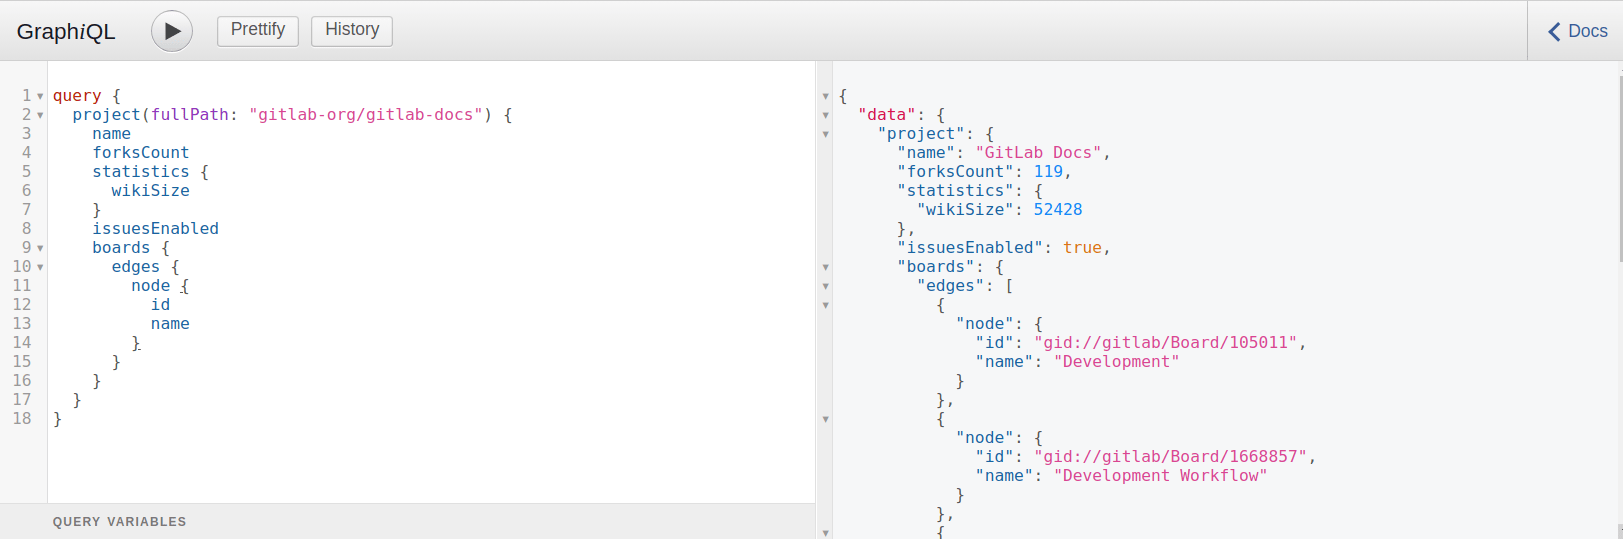 GraphiQL Prettify History Docs
1 query {
2   project(fullPath: "gitlab-org/gitlab-docs") {
3     name
4     forksCount
5     statistics {
6       wikiSize
7     }
8     issuesEnabled
9     boards {
10       edges {
11         node {
12           id
13           name
14         }
15       }
16     }
17   }
18 }
QUERY VARIABLES
{
  "data": {
    "project": {
      "name": "GitLab Docs",
      "forksCount": 119,
      "statistics": {
        "wikiSize": 52428
      },
      "issuesEnabled": true,
      "boards": {
        "edges": [
          {
            "node": {
              "id": "gid://gitlab/Board/105011",
              "name": "Development"
            }
          },
          {
            "node": {
              "id": "gid://gitlab/Board/1668857",
              "name": "Development Workflow"
            }
          },
          {